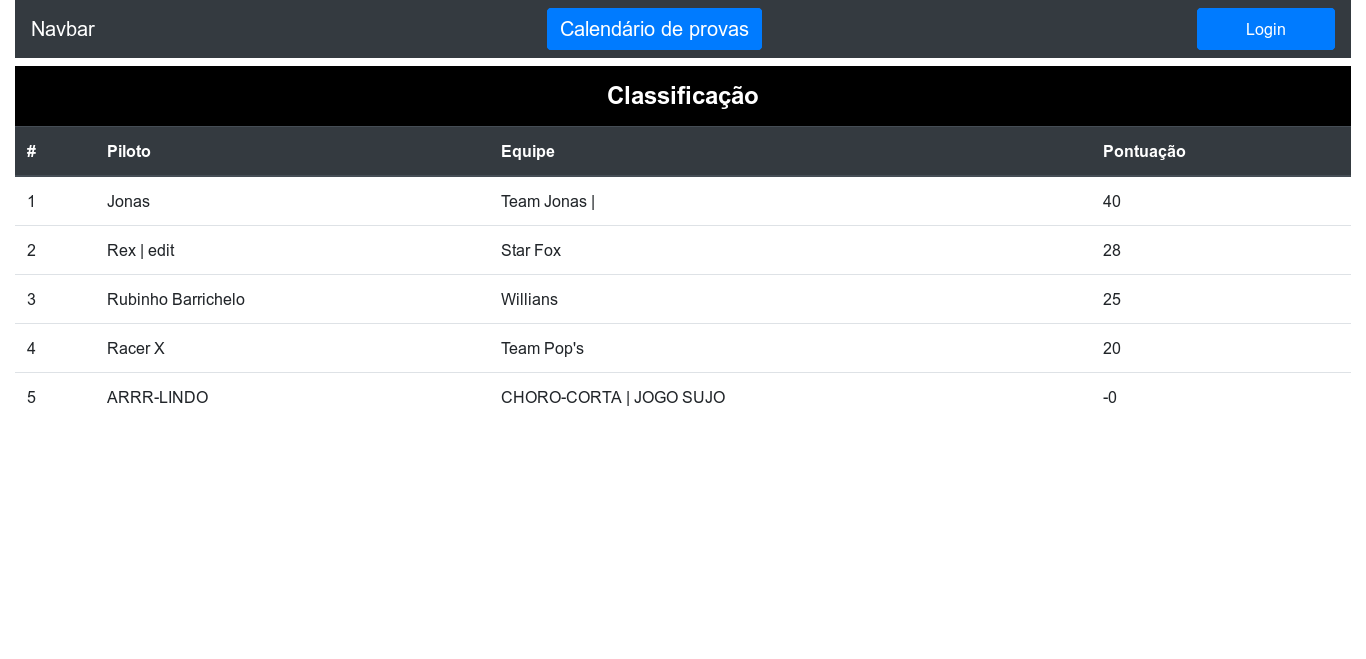 Navbar Calendário de provas Login
Classificação
# Piloto Equipe Pontuação
1 Jonas Team Jonas | 40
2 Rex | edit Star Fox 28
3 Rubinho Barrichelo Willians 25
4 Racer X Team Pop's 20
5 ARRR-LINDO CHORO-CORTA | JOGO SUJO -0